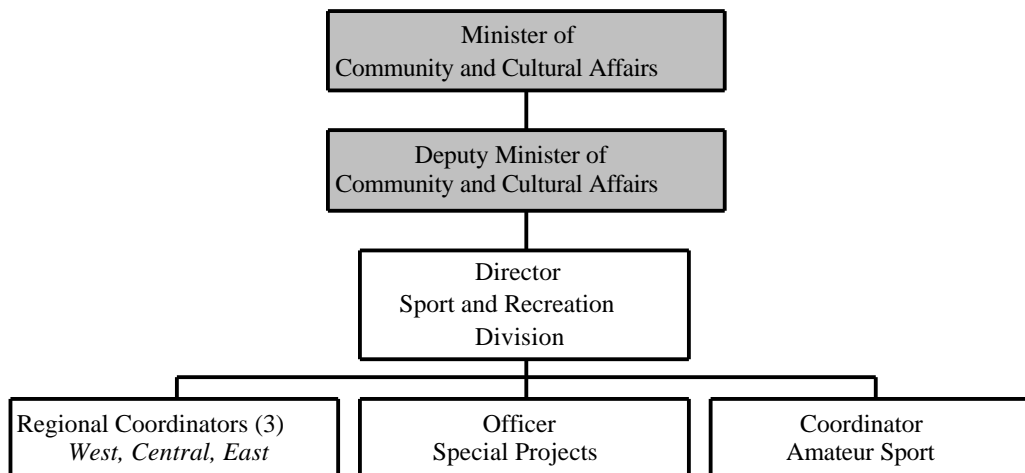 Minister of
Community and Cultural Affairs
Deputy Minister of
Community and Cultural Affairs
Director
Sport and Recreation
Division
Regional Coordinators (3)
West, Central, East
Officer
Special Projects
Coordinator
Amateur Sport